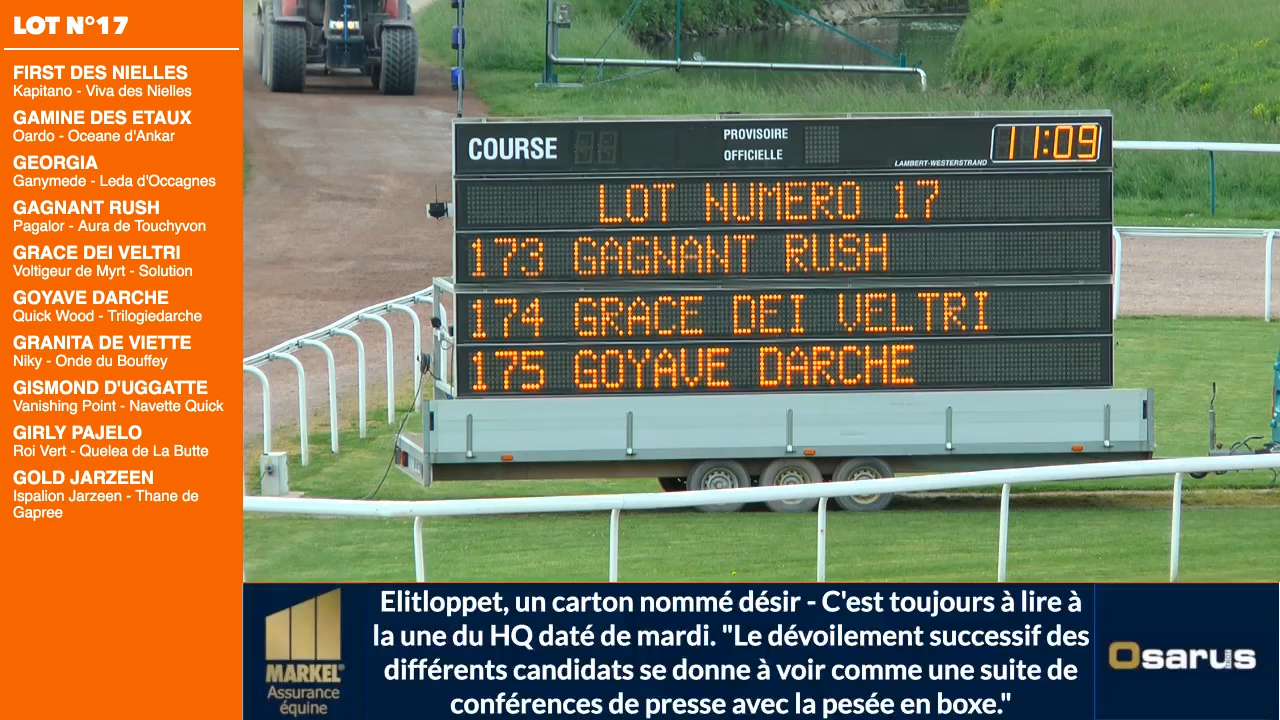 LOT N°17
FIRST DES NIELLES
Kapitano - Viva des Nielles
GAMINE DES ETAUX
Oardo - Oceane d'Ankar
GEORGIA
Ganymede - Leda d'Occagnes
GAGNANT RUSH
Pagalor - Aura de Touchyvon
GRACE DEI VELTRI
Voltigeur de Myrt - Solution
GOYAVE DARCHE
Quick Wood - Trilogiedarche
GRANITA DE VIETTE
Niky - Onde du Bouffey
GISMOND D'UGGATTE
Vanishing Point - Navette Quick
GIRLY PAJELO
Roi Vert - Quelea de La Butte
GOLD JARZEEN
Ispalion Jarzeen - Thane de
Gapree
COURSE
PROVISOIRE
OFFICIELLE
LAMBERT-WESTERSTRAND
11:09
LOT NUMERO 17
173 GAGNANT RUSH
174 GRACE DEI VELTRI
175 GOYAVE DARCHE
MARKEL
Assurance
équine
Elitloppet, un carton nommé désir - C'est toujours à lire à
la une du HQ daté de mardi. "Le dévoilement successif des
différents candidats se donne à voir comme une suite de
conférences de presse avec la pesée en boxe."
Osarus